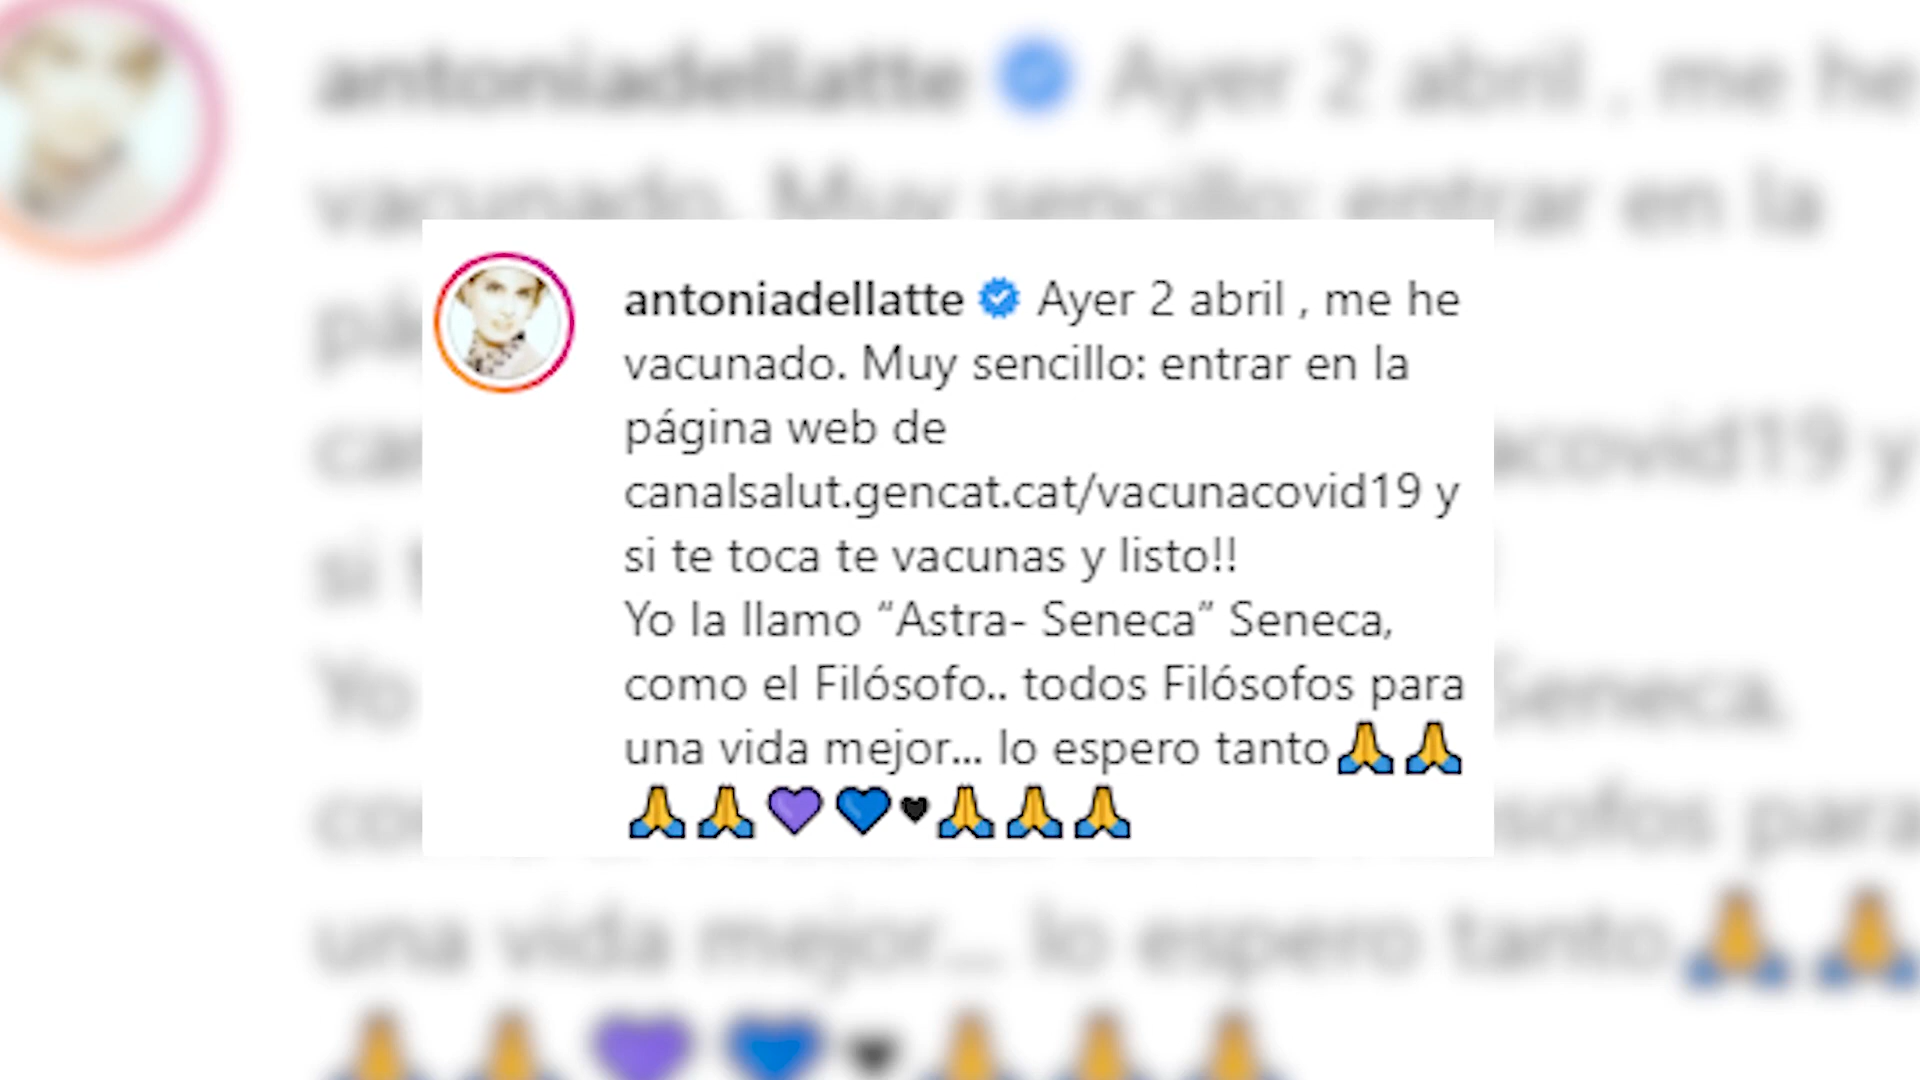 antoniadellatte Ayer 2 abril , me he
vacunado. Muy sencillo: entrar en la
página web de
canalsalut.gencat.cat/vacunacovid19 y
si te toca te vacunas y listo!!
Yo la llamo “Astra- Seneca” Seneca,
como el Filósofo.. todos Filósofos para
una vida mejor... lo espero tanto🙏🙏
🙏🙏💜💙🖤🙏🙏🙏